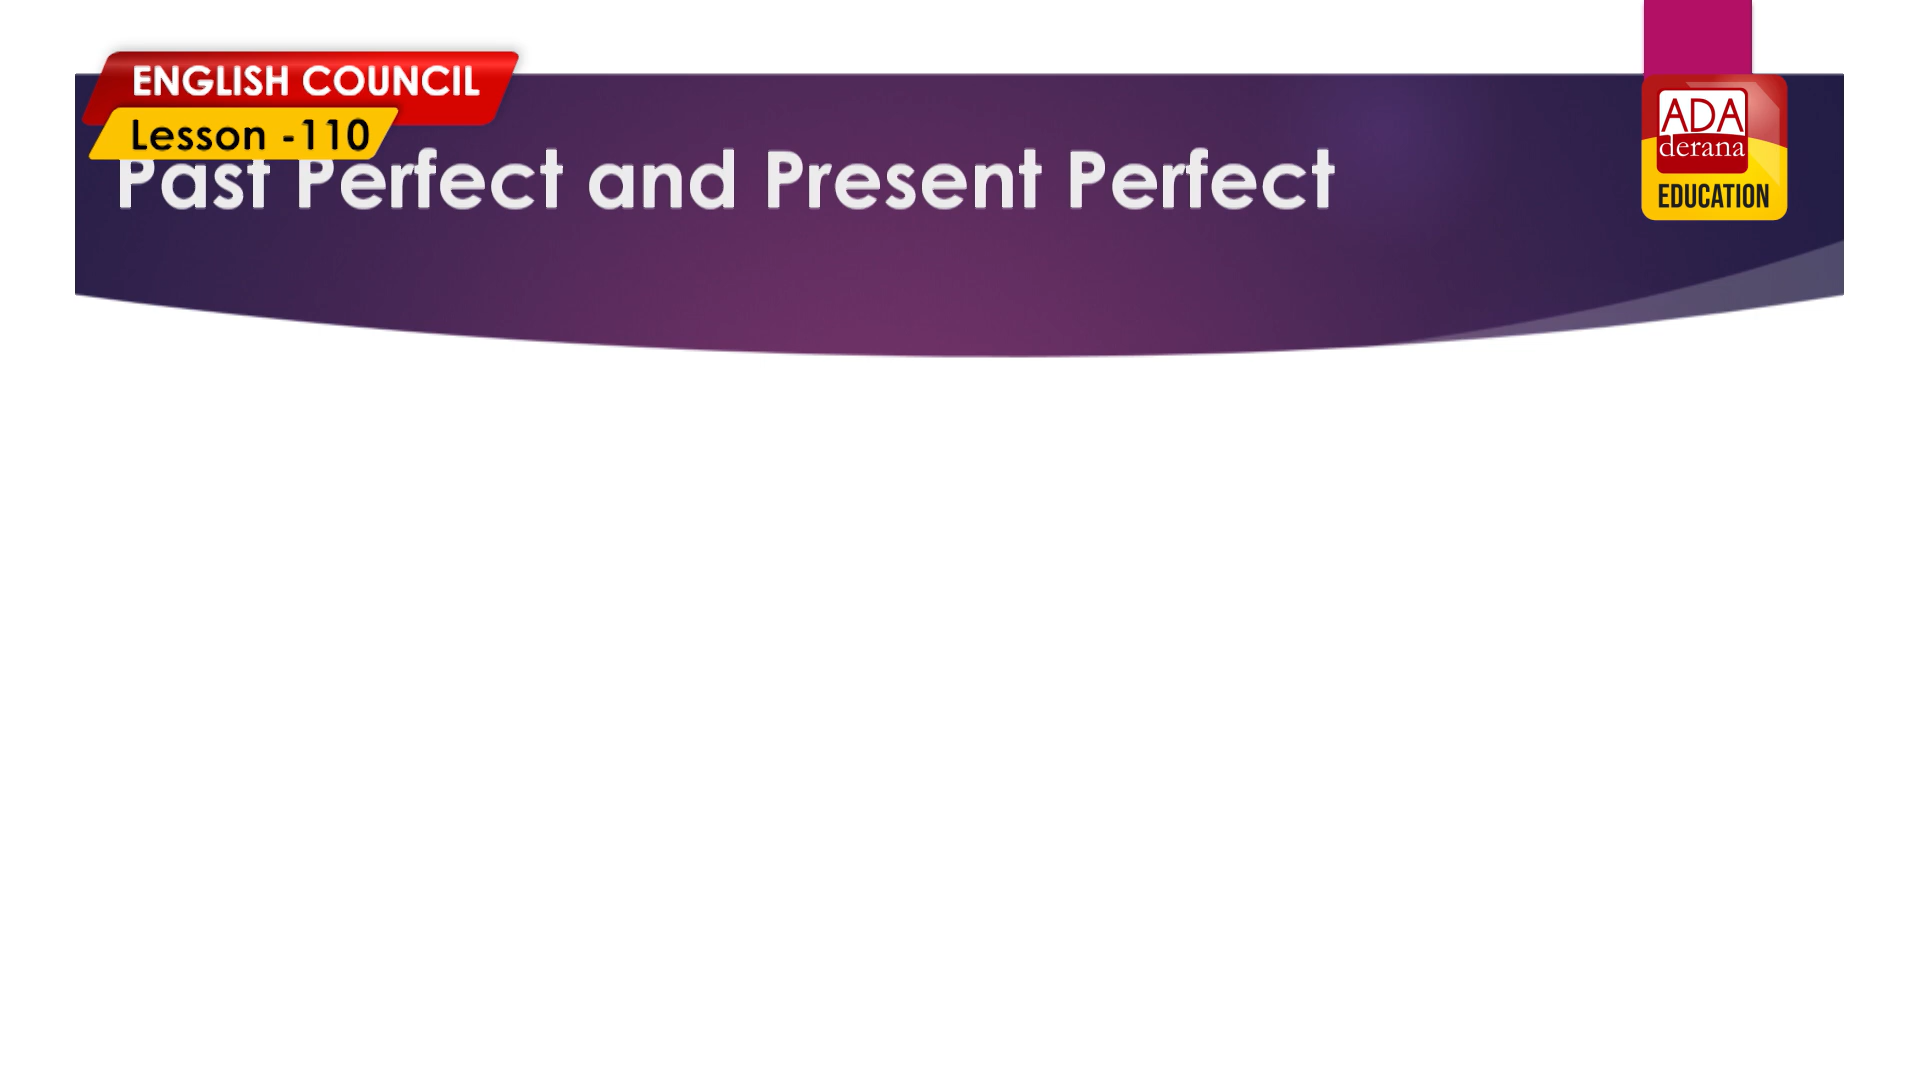 ENGLISH COUNCIL
Lesson -110
Past Perfect and Present Perfect
ADA
derana
EDUCATION